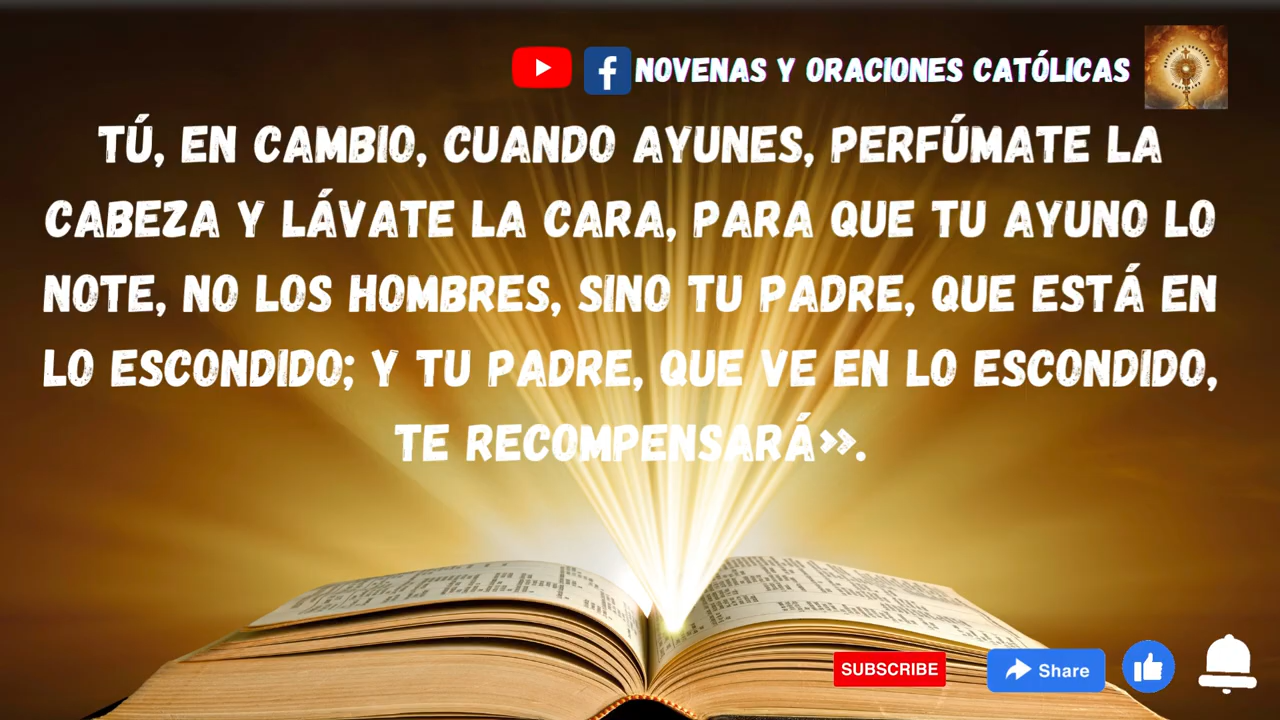 NOVENAS Y ORACIONES CATÓLICAS
TÚ, EN CAMBIO, CUANDO AYUNES, PERFÚMATE LA
CABEZA Y LÁVATE LA CARA, PARA QUE TU AYUNO LO
NOTE, NO LOS HOMBRES, SINO TU PADRE, QUE ESTÁ EN
LO ESCONDIDO; Y TU PADRE, QUE VE EN LO ESCONDIDO,
TE RECOMPENSARÁ».
SUBSCRIBE
Share